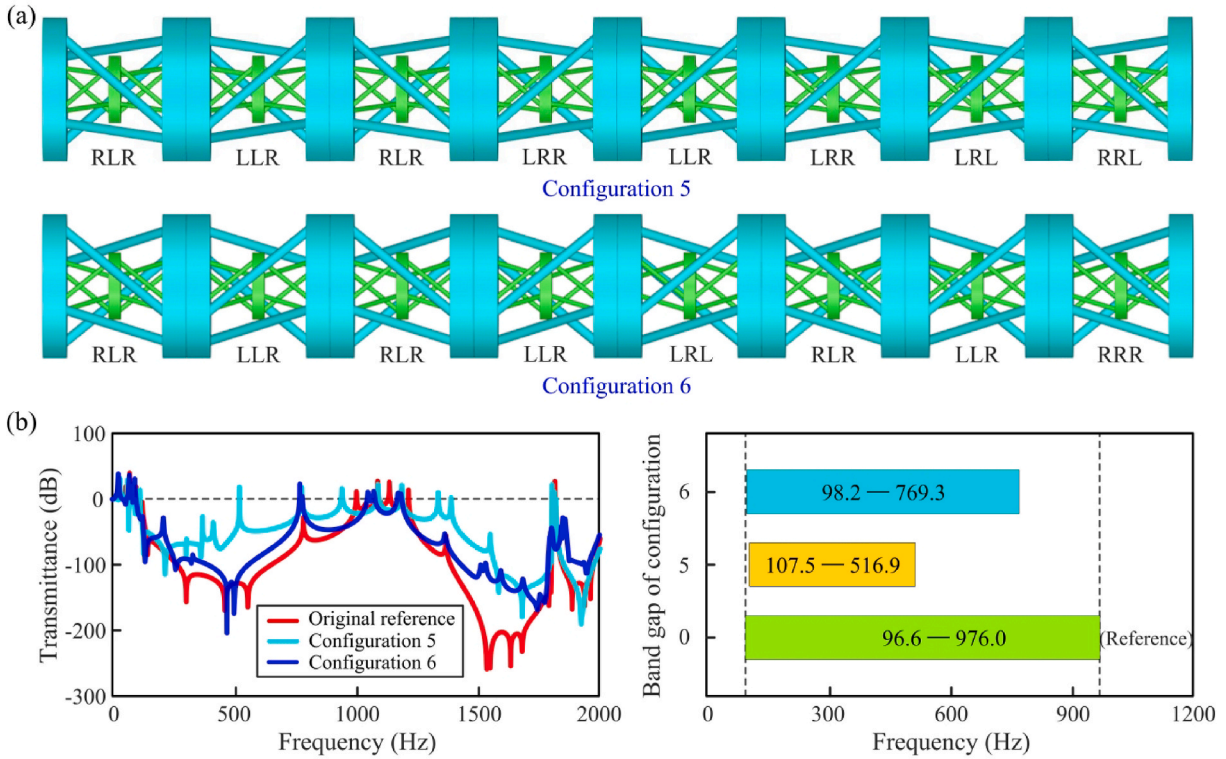 (a)
RLR LLR RLR LRR LLR LRR LRL RRL
Configuration 5
RLR LLR RLR LLR LRL RLR LLR RRR
Configuration 6
(b)
Transmittance (dB)
100
0
-100
-200
-300
Original reference
Configuration 5
Configuration 6
0 500 1000 1500 2000
Frequency (Hz)
Band gap of configuration
6
98.2 — 769.3
5
107.5 — 516.9
0
96.6 — 976.0
(Reference)
0 300 600 900 1200
Frequency (Hz)